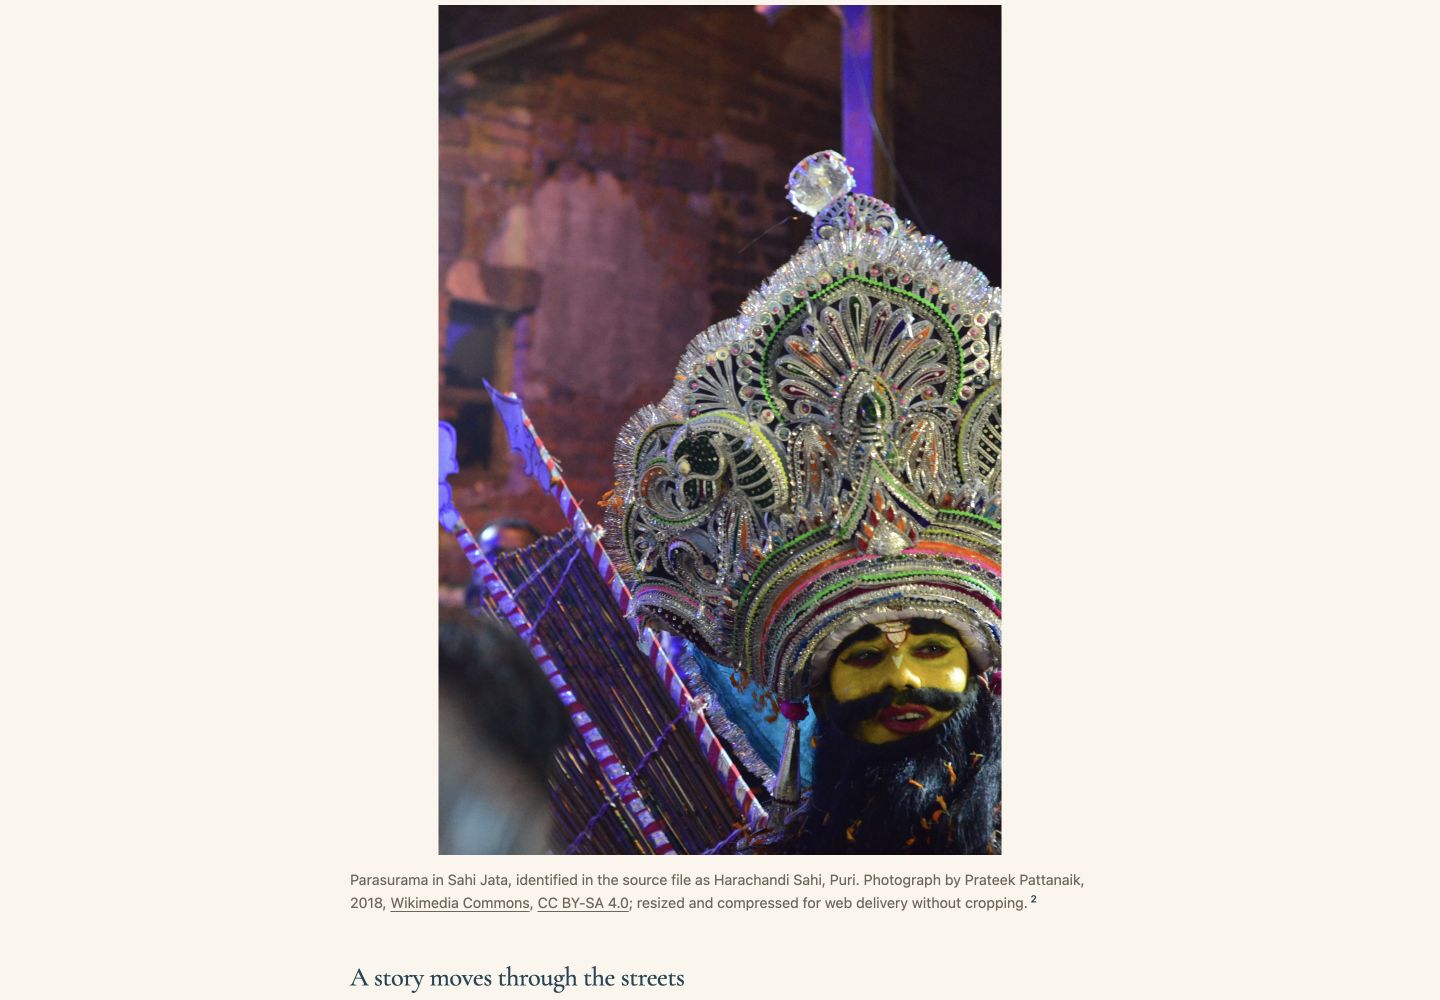 Parasurama in Sahi Jata, identified in the source file as Harachandi Sahi, Puri. Photograph by Prateek Pattanaik,
2018, Wikimedia Commons, CC BY-SA 4.0; resized and compressed for web delivery without cropping. 2
A story moves through the streets